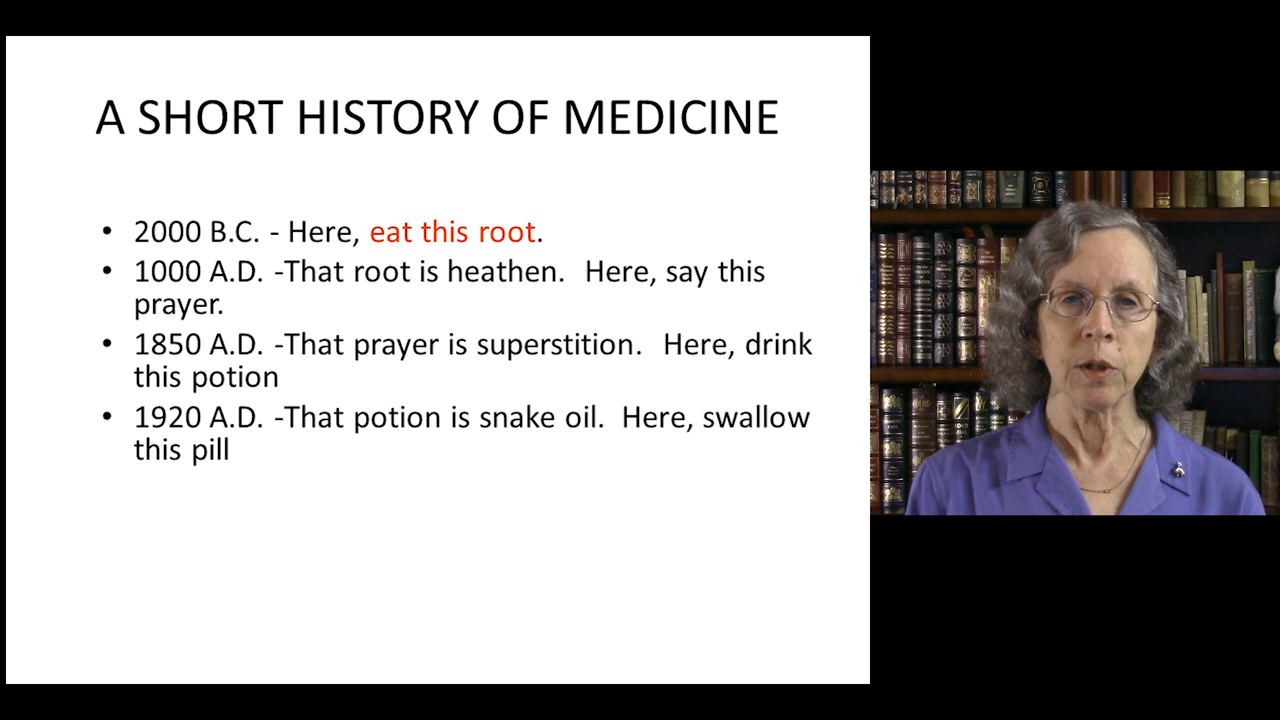 A SHORT HISTORY OF MEDICINE
• 2000 B.C. - Here, eat this root.
• 1000 A.D. -That root is heathen.  Here, say this
prayer.
• 1850 A.D. -That prayer is superstition.  Here, drink
this potion
• 1920 A.D. -That potion is snake oil.  Here, swallow
this pill